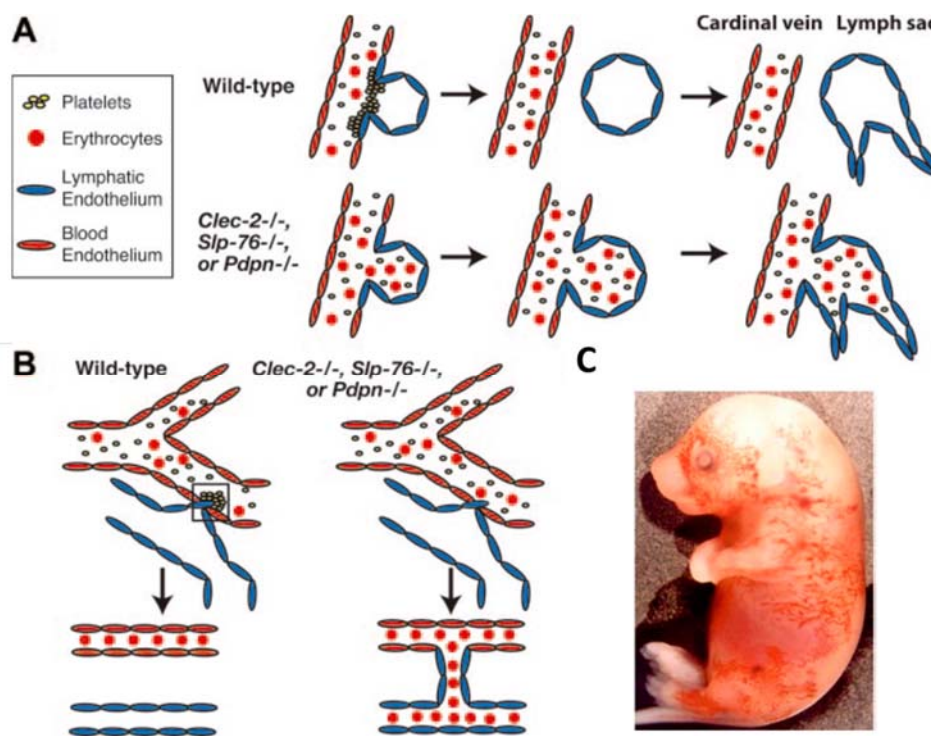 A
Cardinal vein Lymph
Wild-type
Platelets
Erythrocytes
Lymphatic
Endothelium
Blood
Endothelium
Clec-2-/-,
Slp-76-/-,
or Pdpn-/-
B
Wild-type
Clec-2-/-, Slp-76-/-,
or Pdpn-/-
C